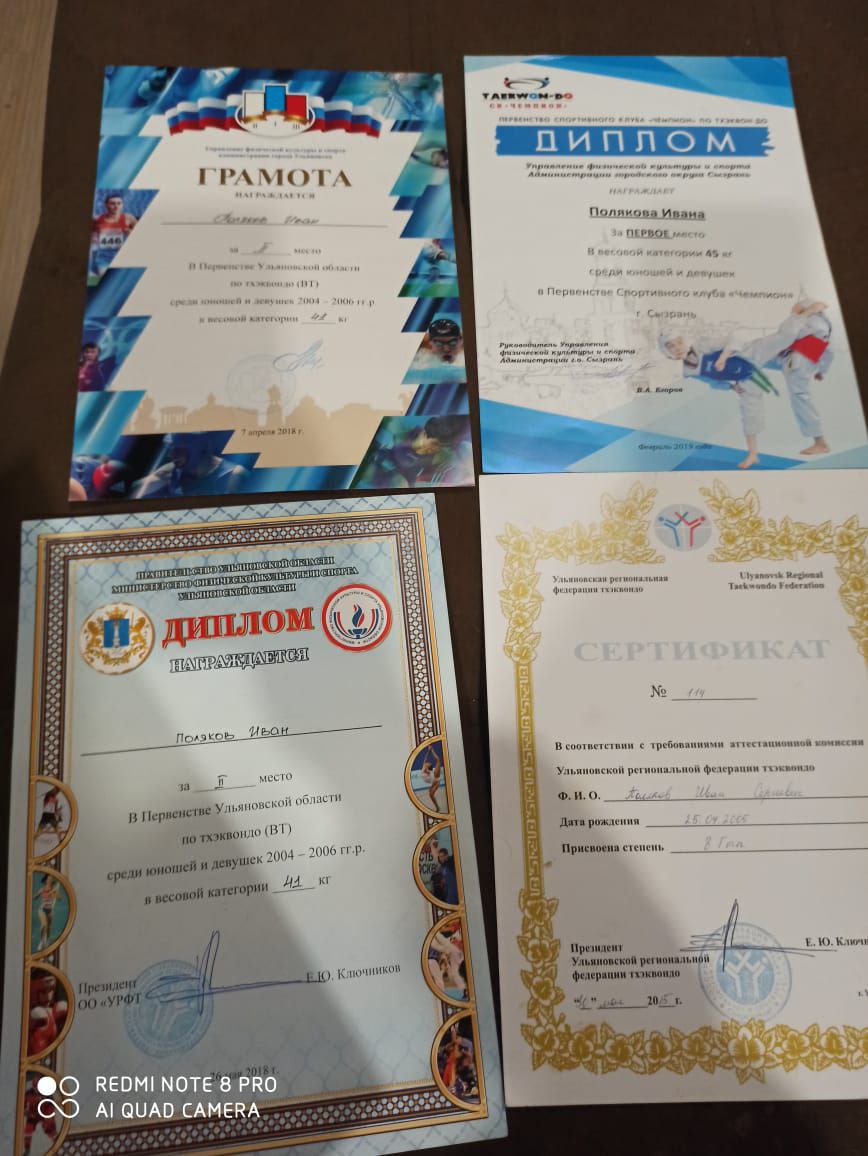 Управление физической культуры и спорта
администрации города Ульяновска
ГРАМОТА
НАГРАЖДАЕТСЯ
Поляков Иван
за II место
В Первенстве Ульяновской области
по тхэквондо (ВТ)
среди юношей и девушек 2004 – 2006 гг.р.
в весовой категории 41 кг
7 апреля 2018 г.
446
TAEKWON-DO
СК «ЧЕМПИОН»
ПЕРВЕНСТВО СПОРТИВНОГО КЛУБА «ЧЕМПИОН» ПО ТХЭКВОН-ДО
ДИПЛОМ
Управление физической культуры и спорта
Администрации городского округа Сызрань
НАГРАЖДАЕТ
Полякова Ивана
За ПЕРВОЕ место
В весовой категории 45 кг
среди юношей и девушек
в Первенстве Спортивного клуба «Чемпион»
г. Сызрань
Руководитель Управления
физической культуры и спорта
Администрации г.о. Сызрань
В.А. Егоров
Февраль 2019 года
ПРАВИТЕЛЬСТВО УЛЬЯНОВСКОЙ ОБЛАСТИ
МИНИСТЕРСТВО ФИЗИЧЕСКОЙ КУЛЬТУРЫ И СПОРТА
УЛЬЯНОВСКОЙ ОБЛАСТИ
ДИПЛОМ
НАГРАЖДАЕТСЯ
Поляков Иван
за II место
В Первенстве Ульяновской области
по тхэквондо (ВТ)
среди юношей и девушек 2004 – 2006 гг.р.
в весовой категории 41 кг
Президент
ОО «УРФТ
Е.Ю. Ключников
26 мая 2018 г.
Ульяновская региональная
федерация тхэквондо
Ulyanovsk Regional
Taekwondo Federation
СЕРТИФИКАТ
№ 114
В соответствии с требованиями аттестационной комиссии
Ульяновской региональной федерации тхэквондо
Ф. И. О. Поляков Иван Сергеевич
Дата рождения 25.04.2005
Присвоена степень 8 Гып
Президент
Ульяновской региональной
федерации тхэквондо
Е. Ю. Ключн
мая 2015 г.
REDMI NOTE 8 PRO
AI QUAD CAMERA